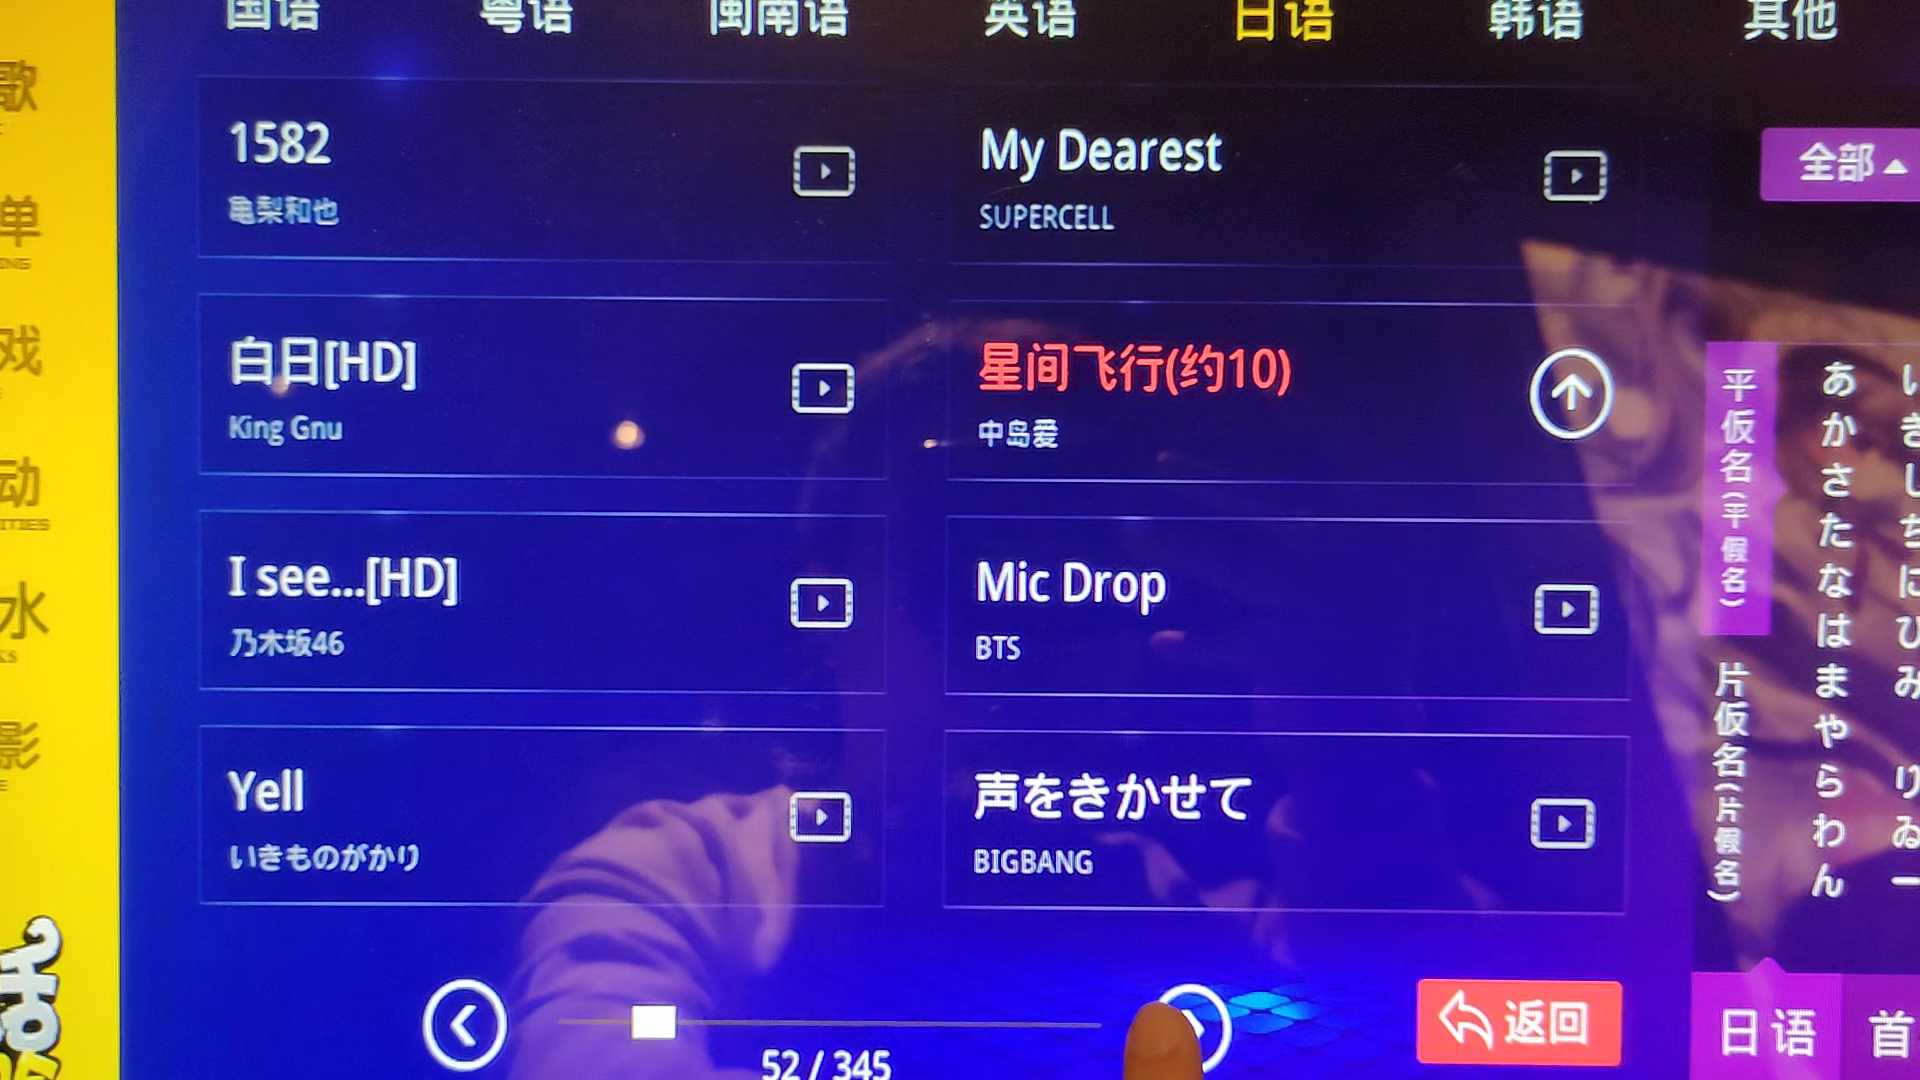 国语 粤语 闽南语 英语 日语 韩语 其他
歌
单
戏
动
水
影
1582
亀梨和也
My Dearest
SUPERCELL
白日[HD]
King Gnu
星间飞行(约10)
中岛爱
I see...[HD]
乃木坂46
Mic Drop
BTS
Yell
いきものがかり
声をきかせて
BIGBANG
52 / 345
返回
全部
平仮名(平假名)
片仮名(片假名)
あかさたなはまやらわん
いきしちにひみ りゐー
日语
首